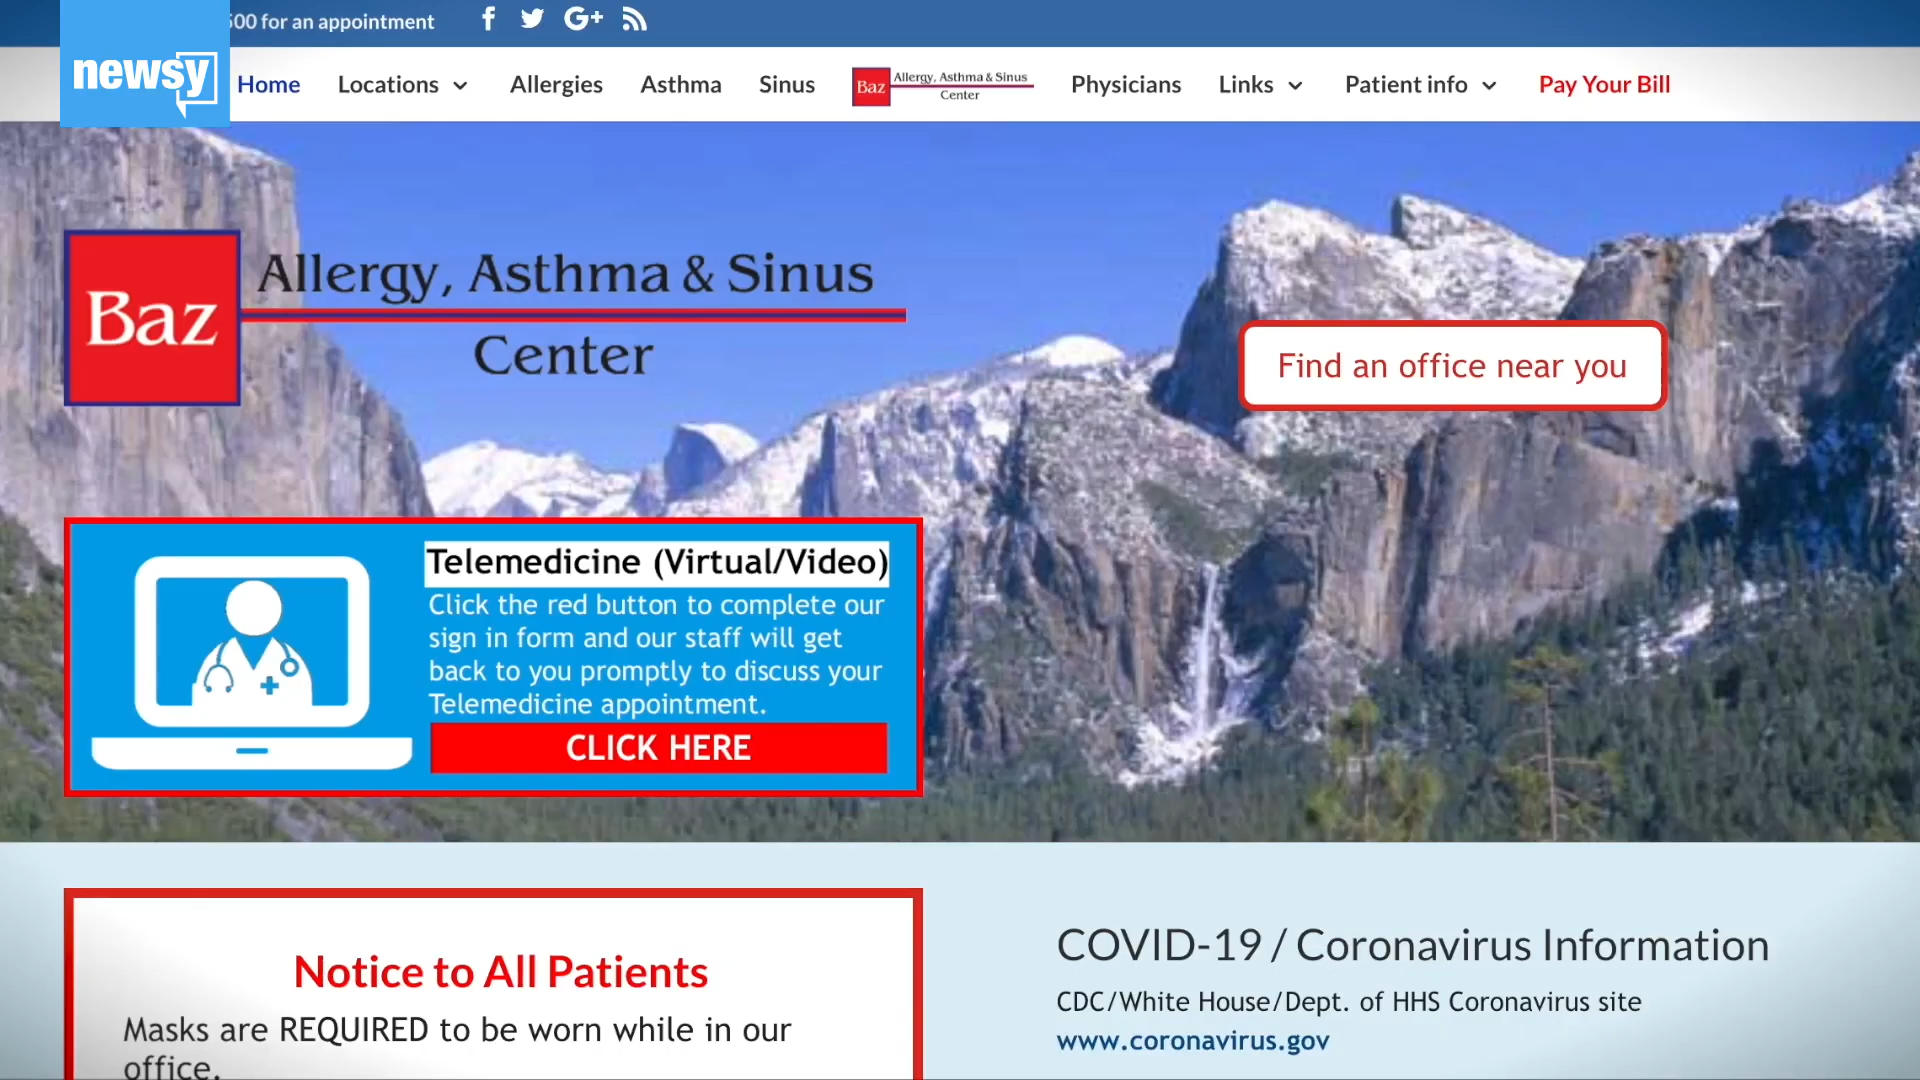 for an appointment
newsy
Home
Locations
Allergies
Asthma
Sinus
Baz
Allergy, Asthma & Sinus
Center
Physicians
Links
Patient info
Pay Your Bill
Baz
Allergy, Asthma & Sinus
Center
Find an office near you
Telemedicine (Virtual/Video)
Click the red button to complete our
sign in form and our staff will get
back to you promptly to discuss your
Telemedicine appointment.
CLICK HERE
Notice to All Patients
Masks are REQUIRED to be worn while in our
office.
COVID-19 / Coronavirus Information
CDC/White House/Dept. of HHS Coronavirus site
www.coronavirus.gov